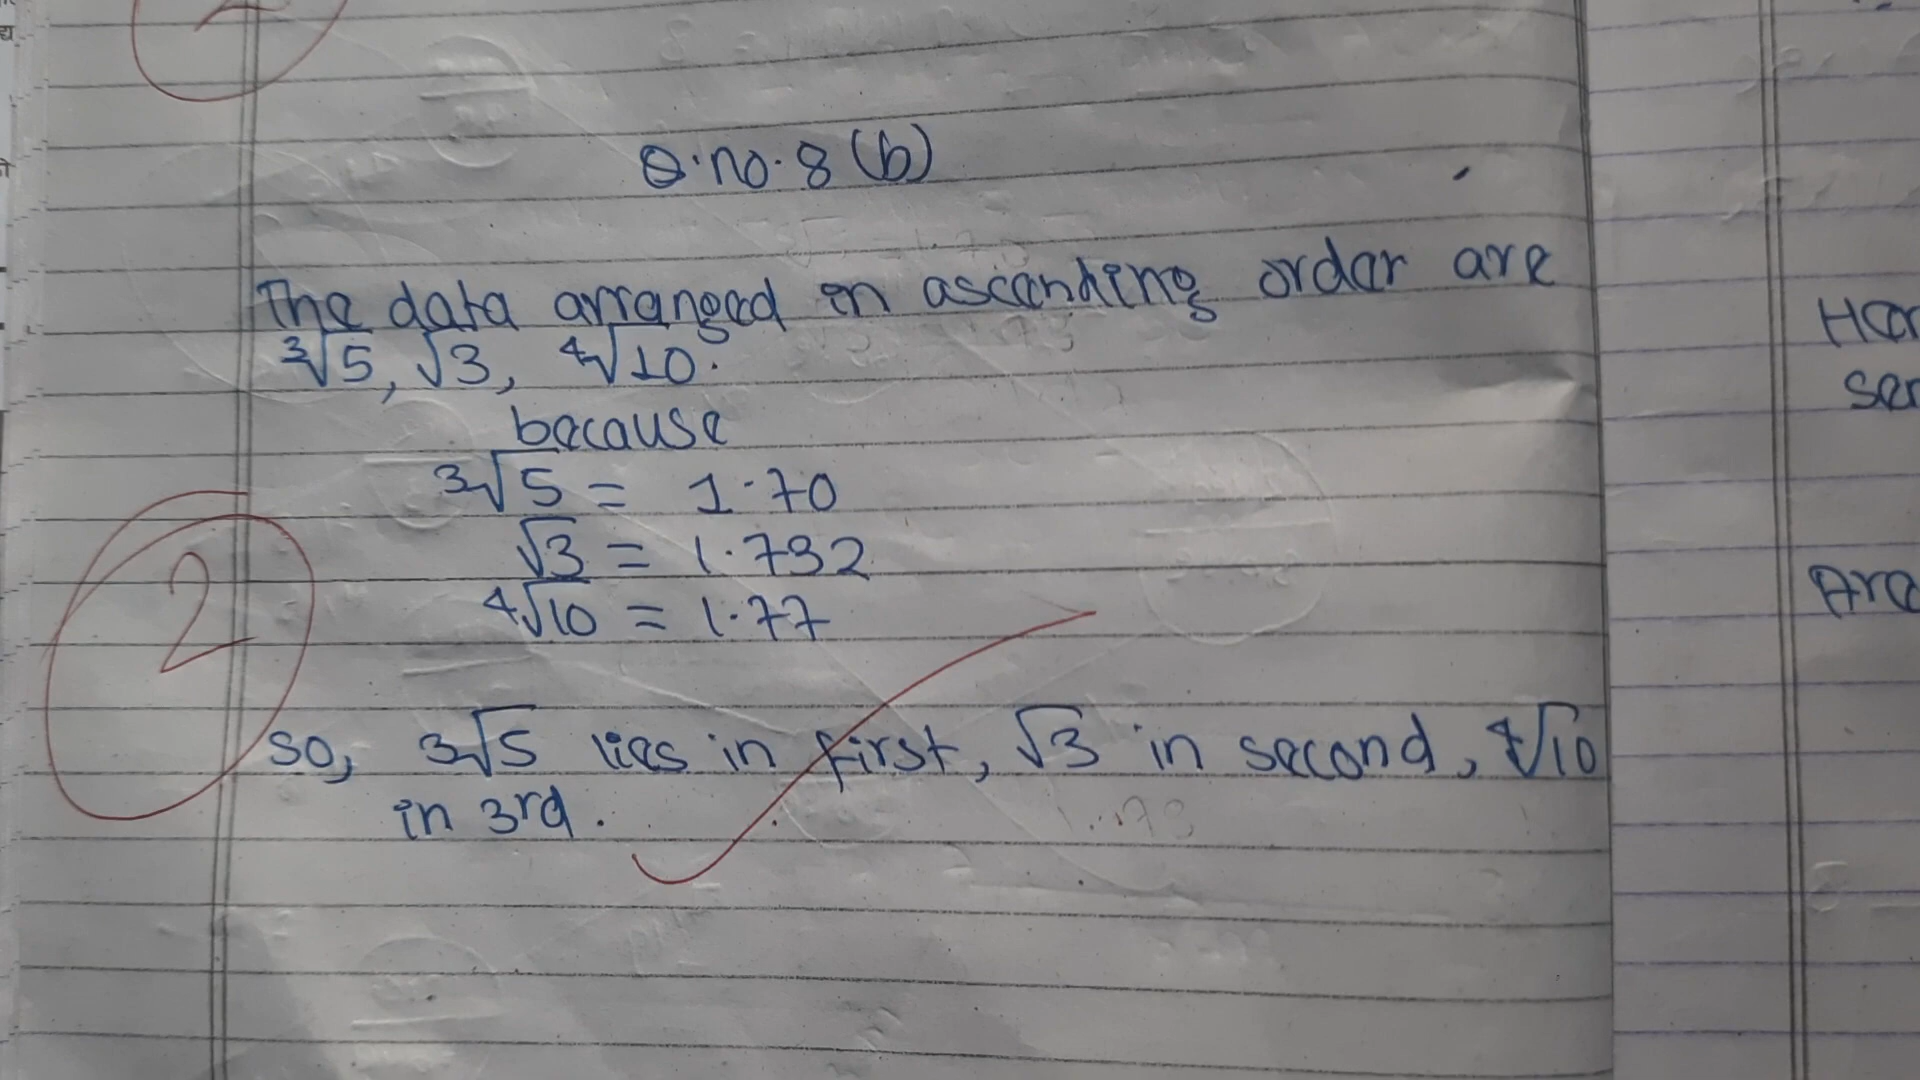 Q.no.8 (b)
The data arranged in ascending order are
∛5, √3, ∜10.
because
∛5 = 1.70
√3 = 1.732
∜10 = 1.77
2
so, ∛5 lies in first, √3 in second, ∜10
in 3rd.